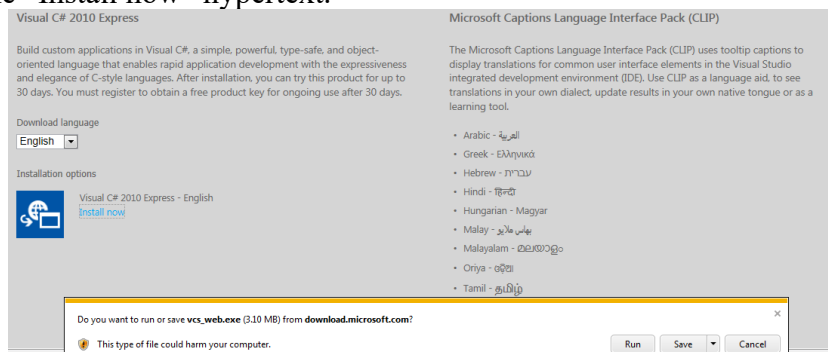 Visual C# 2010 Express
Build custom applications in Visual C#, a simple, powerful, type-safe, and object-
oriented language that enables rapid application development with the expressiveness
and elegance of C-style languages. After installation, you can try this product for up to
30 days. You must register to obtain a free product key for ongoing use after 30 days.
Download language
English
Installation options
Visual C# 2010 Express - English
Install now
Microsoft Captions Language Interface Pack (CLIP)
The Microsoft Captions Language Interface Pack (CLIP) uses tooltip captions to
display translations for common user interface elements in the Visual Studio
integrated development environment (IDE). Use CLIP as a language aid, to see
translations in your own dialect, update results in your own native tongue or as a
learning tool.
• Arabic - العربية
• Greek - Ελληνικά
• Hebrew - עברית
• Hindi - हिन्दी
• Hungarian - Magyar
• Malay - بهاس ملايو
• Malayalam - മലയാളം
• Oriya - ଓଡ଼ିଆ
• Tamil - தமிழ்
Do you want to run or save vcs_web.exe (3.10 MB) from download.microsoft.com?
This type of file could harm your computer.
Run Save Cancel